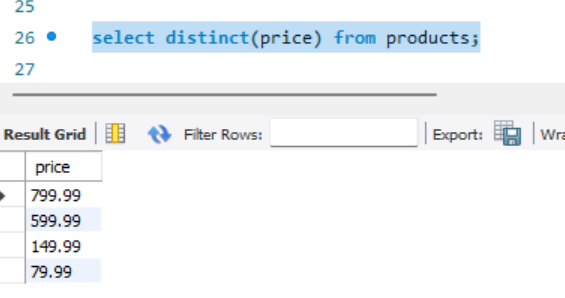 25
26 select distinct(price) from products;
27
Result Grid Filter Rows: Export:
price
799.99
599.99
149.99
79.99